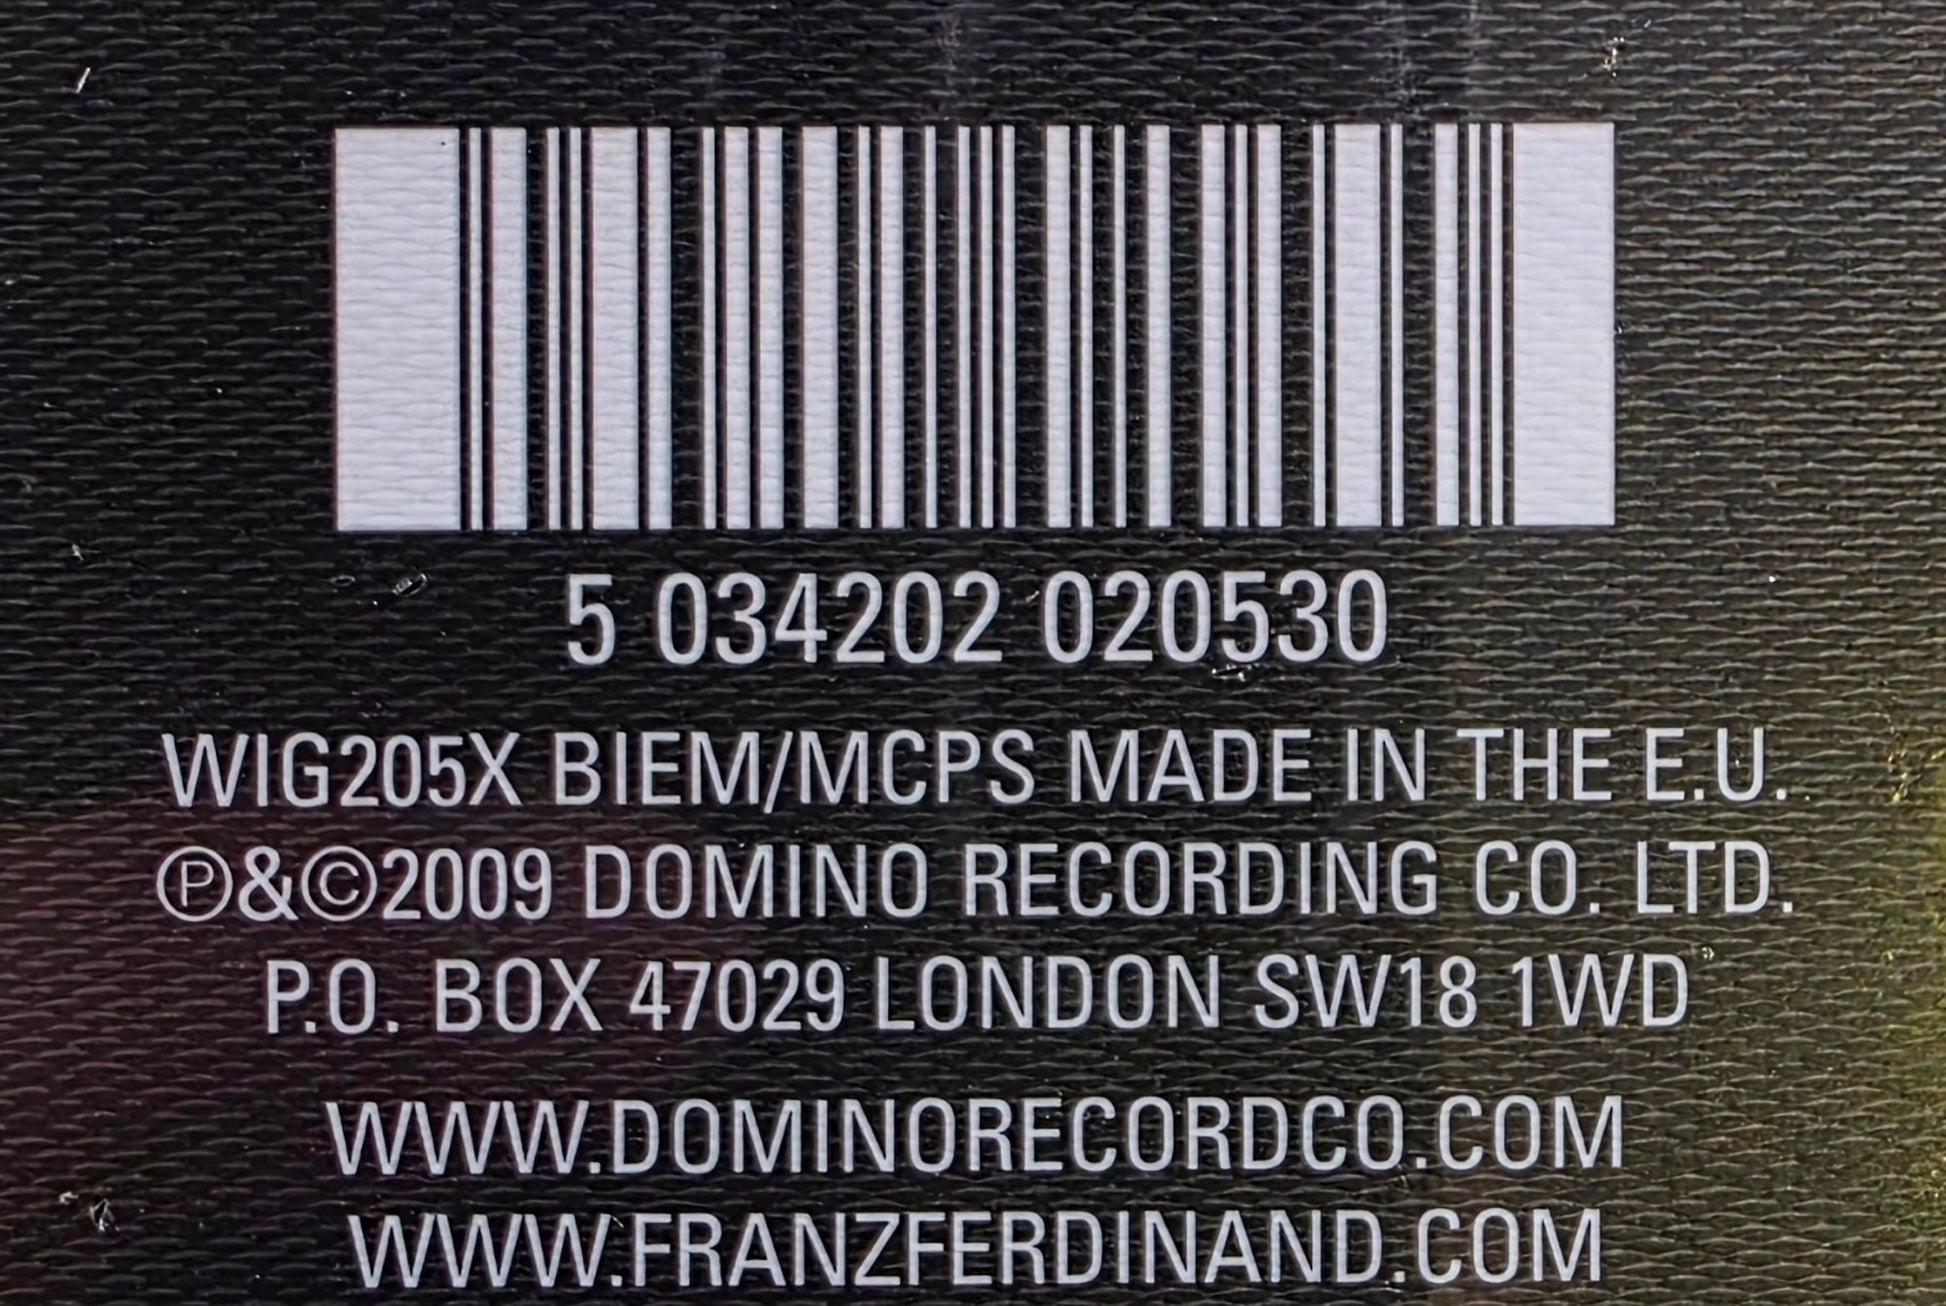 5 034202 020530
WIG205X BIEM/MCPS MADE IN THE E.U.
Ⓟ&©2009 DOMINO RECORDING CO. LTD.
P.O. BOX 47029 LONDON SW18 1WD
WWW.DOMINORECORDCO.COM
WWW.FRANZFERDINAND.COM